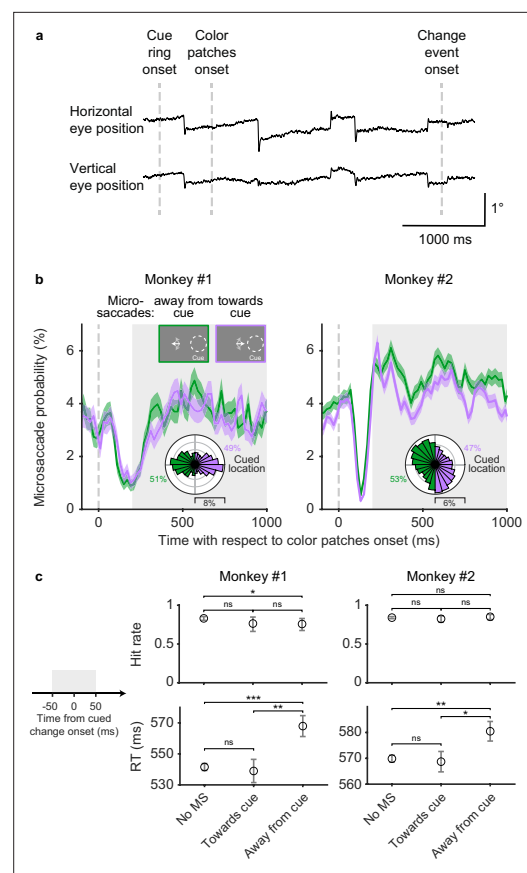 a
Cue ring onset
Color patches onset
Change event onset
Horizontal eye position
Vertical eye position
1°
1000 ms
b
Monkey #1
Monkey #2
Micro-saccades:
away from cue
towards cue
Cue
Cue
Microsaccade probability (%)
6
4
2
0
49%
Cued location
51%
8%
0
500
1000
6
4
2
0
47%
Cued location
53%
6%
0
500
1000
Time with respect to color patches onset (ms)
c
Monkey #1
Monkey #2
Hit rate
1
0.5
0
*
ns
ns
1
0.5
0
ns
ns
ns
-50
0
50
Time from cued change onset (ms)
RT (ms)
570
550
530
***
**
ns
580
570
560
**
*
ns
No MS
Towards cue
Away from cue
No MS
Towards cue
Away from cue